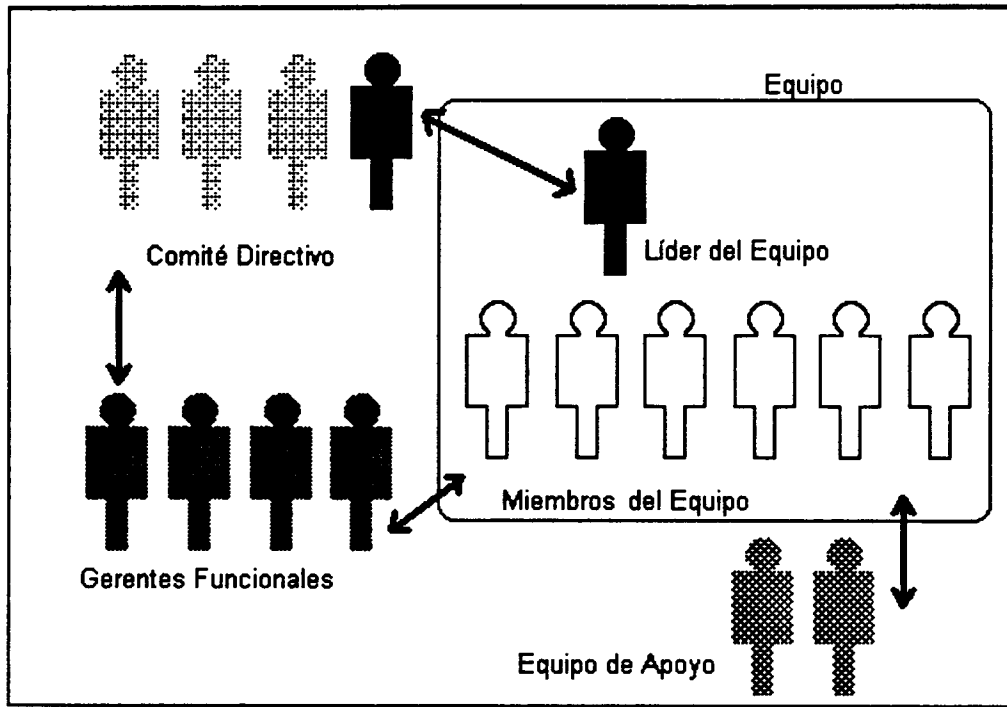 Equipo
Comité Directivo
Líder del Equipo
Miembros del Equipo
Gerentes Funcionales
Equipo de Apoyo